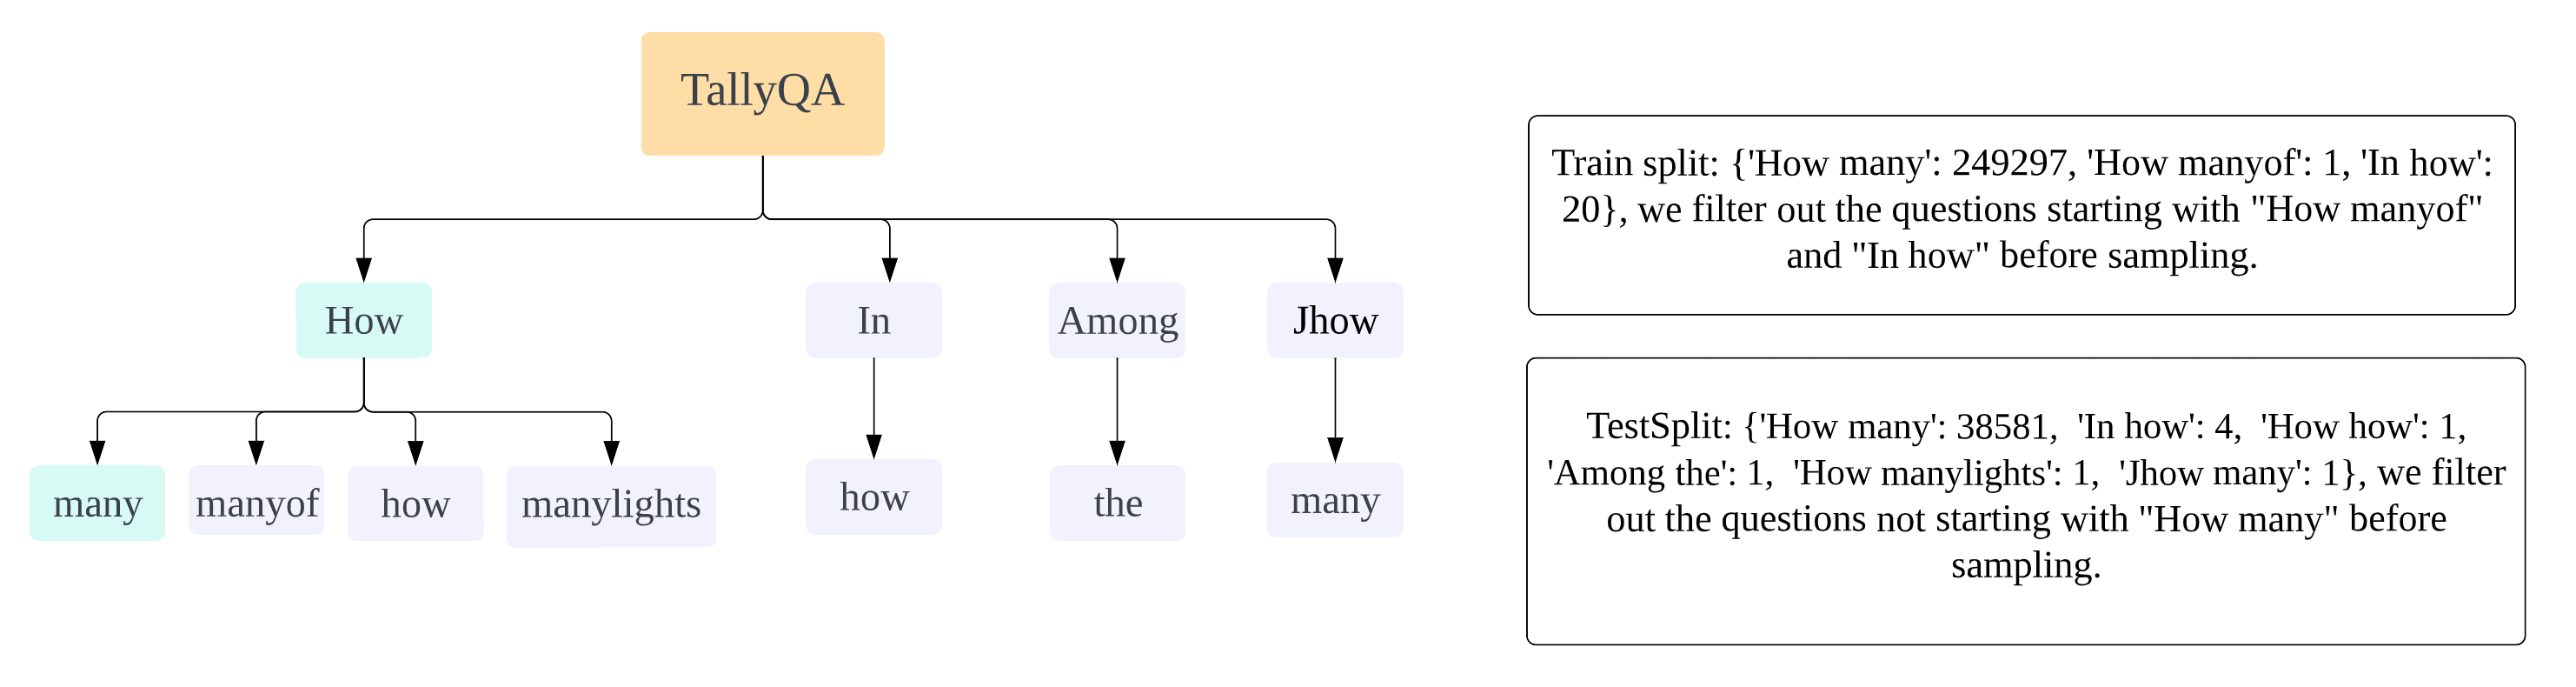 TallyQA
How
In
Among
Jhow
many
manyof
how
manylights
how
the
many
Train split: {'How many': 249297, 'How manyof': 1, 'In how':
20}, we filter out the questions starting with "How manyof"
and "In how" before sampling.
TestSplit: {'How many': 38581, 'In how': 4, 'How how': 1,
'Among the': 1, 'How manylights': 1, 'Jhow many': 1}, we filter
out the questions not starting with "How many" before
sampling.